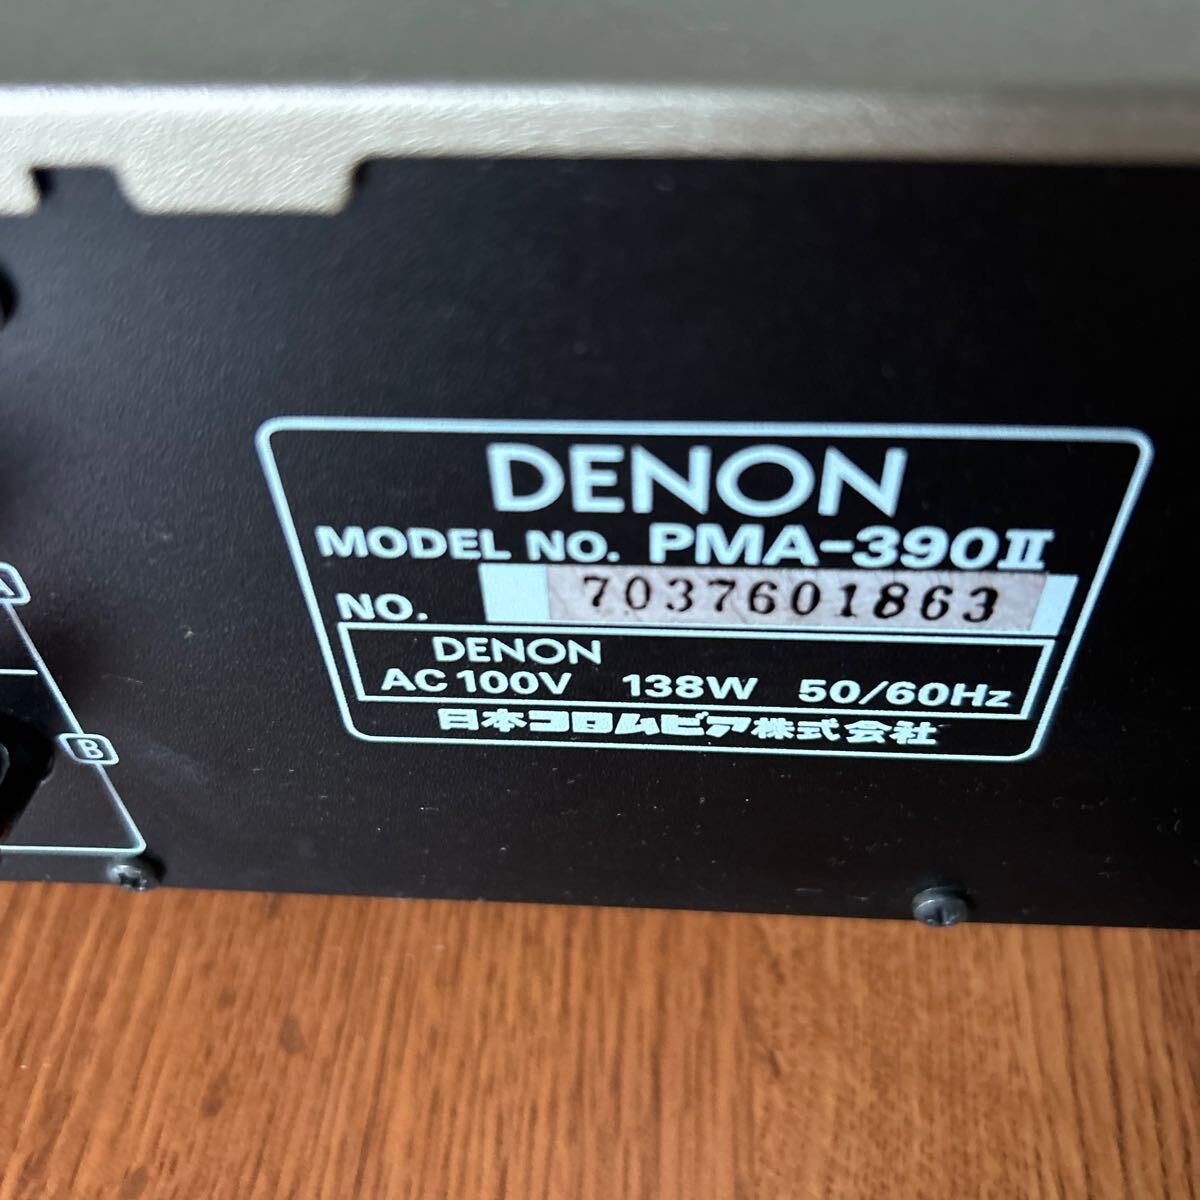 DENON
MODEL NO. PMA-390II
NO. 7037601863
DENON
AC 100V 138W 50/60Hz
日本コロムビア株式会社
A
B